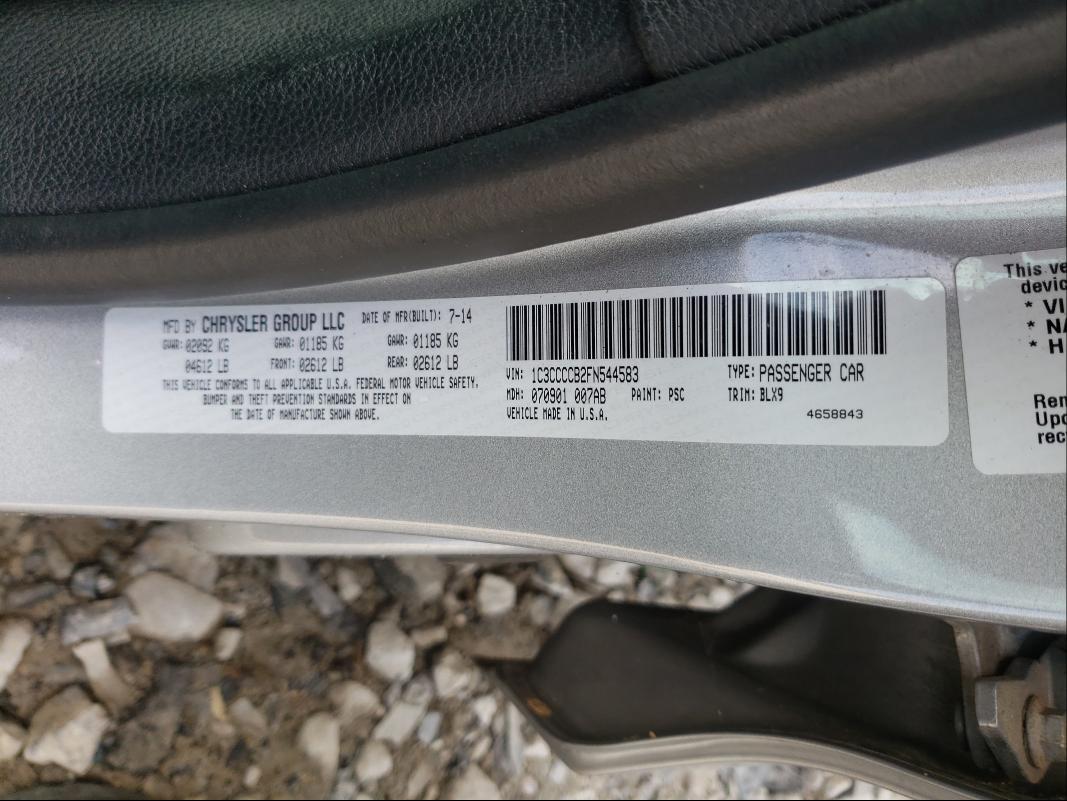 MFD BY CHRYSLER GROUP LLC DATE OF MFR(BUILT): 7-14
GVWR: 02092 KG GAWR: 01185 KG GAWR: 01185 KG
04612 LB FRONT: 02612 LB REAR: 02612 LB
THIS VEHICLE CONFORMS TO ALL APPLICABLE U.S.A. FEDERAL MOTOR VEHICLE SAFETY,
BUMPER AND THEFT PREVENTION STANDARDS IN EFFECT ON
THE DATE OF MANUFACTURE SHOWN ABOVE.
VIN: 1C3CCCCB2FN544583 TYPE: PASSENGER CAR
MDH: 070901 007AB PAINT: PSC TRIM: BLX9
VEHICLE MADE IN U.S.A. 4658843
This ve
devic
* VI
* NA
* H
Ren
Upo
rec